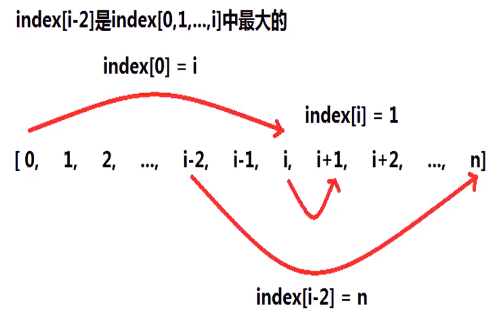 index[i-2]是index[0,1,...,i]中最大的
index[0] = i
index[i] = 1
[ 0, 1, 2, ..., i-2, i-1, i, i+1, i+2, ..., n]
index[i-2] = n